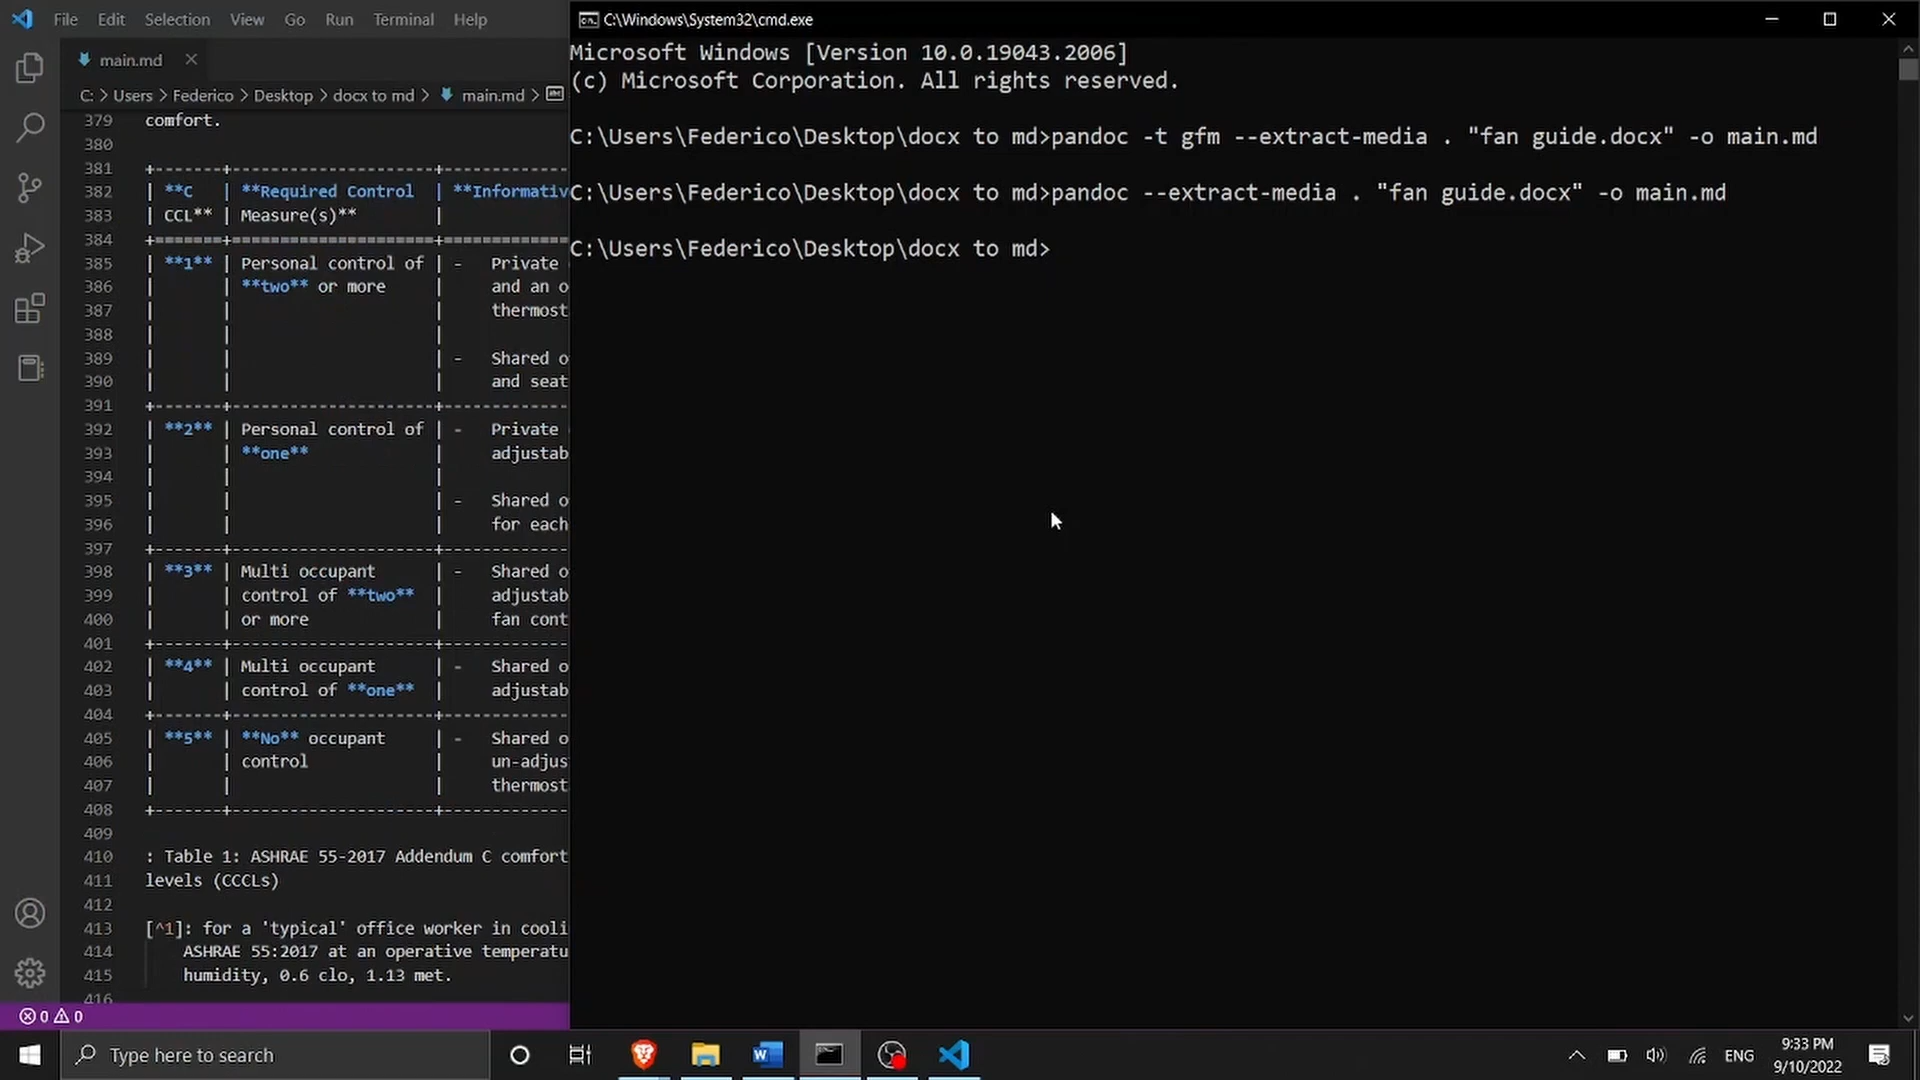 File Edit Selection View Go Run Terminal Help
main.md
C: > Users > Federico > Desktop > docx to md > main.md >
379 comfort.
380
381 +-------+---------------------+-------------
382 | **C | **Required Control | **Informativ
383 | CCL** | Measure(s)** |
384 +=======+=====================+=============
385 | **1** | Personal control of | - Private
386 | | **two** or more | and an o
387 | | | thermost
388 | | |
389 | | | - Shared o
390 | | | and seat
391 +-------+---------------------+-------------
392 | **2** | Personal control of | - Private
393 | | **one** | adjustab
394 | | |
395 | | | - Shared o
396 | | | for each
397 +-------+---------------------+-------------
398 | **3** | Multi occupant | - Shared o
399 | | control of **two** | adjustab
400 | | or more | fan cont
401 +-------+---------------------+-------------
402 | **4** | Multi occupant | - Shared o
403 | | control of **one** | adjustab
404 +-------+---------------------+-------------
405 | **5** | **No** occupant | - Shared o
406 | | control | un-adjus
407 | | | thermost
408 +-------+---------------------+-------------
409
410 : Table 1: ASHRAE 55-2017 Addendum C comfort
411 levels (CCCLs)
412
413 [^1]: for a 'typical' office worker in cooli
414 ASHRAE 55:2017 at an operative temperatu
415 humidity, 0.6 clo, 1.13 met.
416
0 0
C:\Windows\System32\cmd.exe
Microsoft Windows [Version 10.0.19043.2006]
(c) Microsoft Corporation. All rights reserved.
C:\Users\Federico\Desktop\docx to md>pandoc -t gfm --extract-media . "fan guide.docx" -o main.md
C:\Users\Federico\Desktop\docx to md>pandoc --extract-media . "fan guide.docx" -o main.md
C:\Users\Federico\Desktop\docx to md>
Type here to search
ENG
9:33 PM
9/10/2022